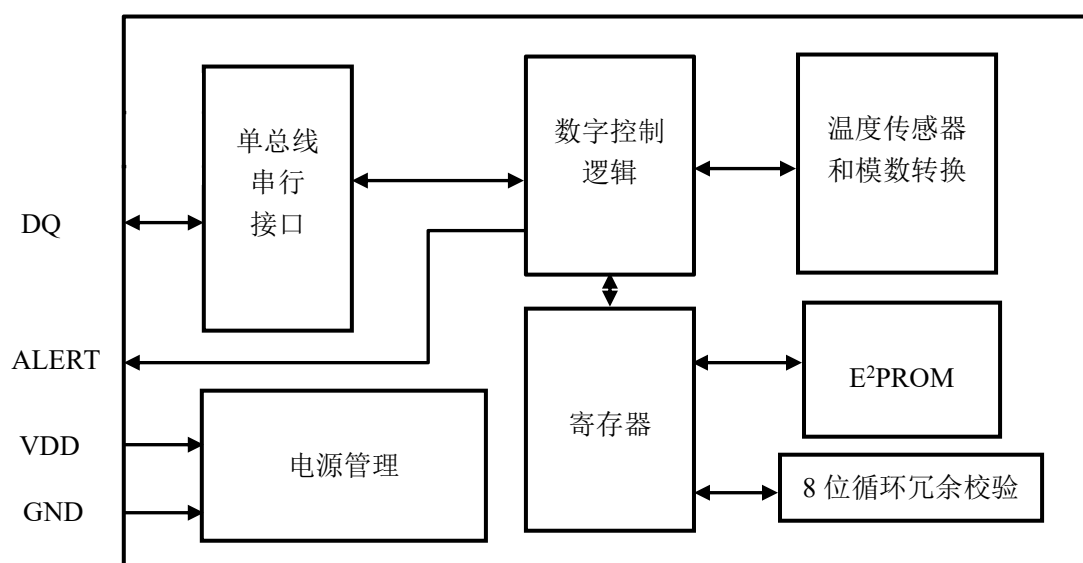 单总线
串行
接口
数字控制
逻辑
温度传感器
和模数转换
DQ
ALERT
VDD
GND
电源管理
寄存器
E²PROM
8 位循环冗余校验